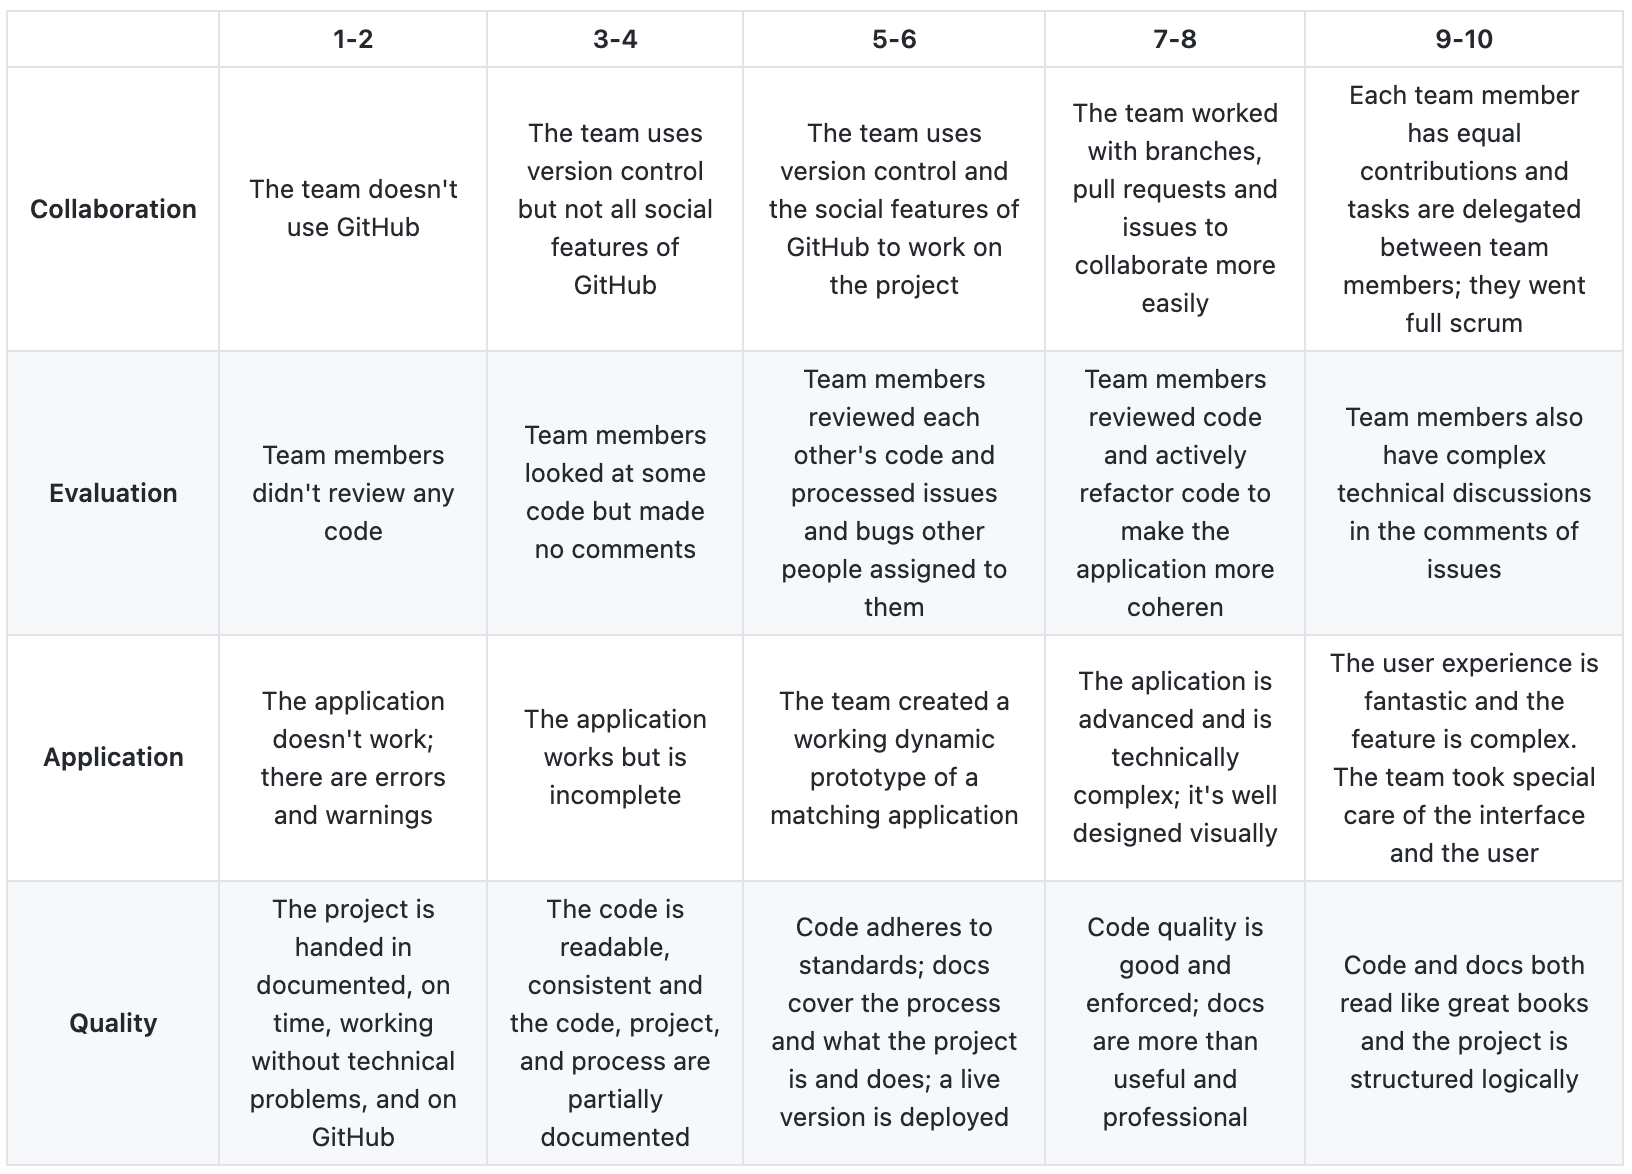 1-2
3-4
5-6
7-8
9-10
Collaboration
The team doesn't
use GitHub
The team uses
version control
but not all social
features of
GitHub
The team uses
version control and
the social features of
GitHub to work on
the project
The team worked
with branches,
pull requests and
issues to
collaborate more
easily
Each team member
has equal
contributions and
tasks are delegated
between team
members; they went
full scrum
Evaluation
Team members
didn't review any
code
Team members
looked at some
code but made
no comments
Team members
reviewed each
other's code and
processed issues
and bugs other
people assigned to
them
Team members
reviewed code
and actively
refactor code to
make the
application more
coheren
Team members also
have complex
technical discussions
in the comments of
issues
Application
The application
doesn't work;
there are errors
and warnings
The application
works but is
incomplete
The team created a
working dynamic
prototype of a
matching application
The aplication is
advanced and is
technically
complex; it's well
designed visually
The user experience is
fantastic and the
feature is complex.
The team took special
care of the interface
and the user
Quality
The project is
handed in
documented, on
time, working
without technical
problems, and on
GitHub
The code is
readable,
consistent and
the code, project,
and process are
partially
documented
Code adheres to
standards; docs
cover the process
and what the project
is and does; a live
version is deployed
Code quality is
good and
enforced; docs
are more than
useful and
professional
Code and docs both
read like great books
and the project is
structured logically